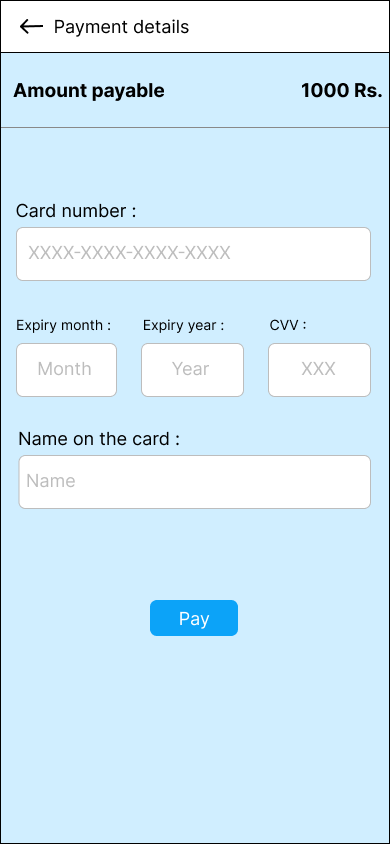 Payment details
Amount payable 1000 Rs.
Card number :
XXXX-XXXX-XXXX-XXXX
Expiry month : Expiry year : CVV :
Month Year XXX
Name on the card :
Name
Pay